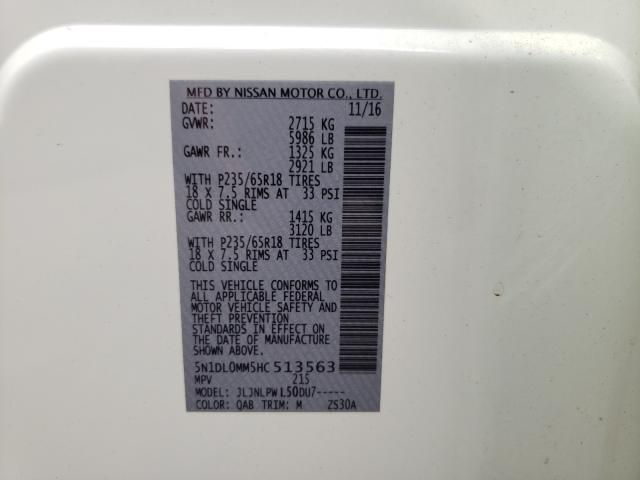 MFD BY NISSAN MOTOR CO., LTD.
DATE: 11/16
GVWR: 2715 KG
5986 LB
GAWR FR.: 1325 KG
2921 LB
WITH P235/65R18 TIRES
18 X 7.5 RIMS AT 33 PSI
COLD SINGLE
GAWR RR.: 1415 KG
3120 LB
WITH P235/65R18 TIRES
18 X 7.5 RIMS AT 33 PSI
COLD SINGLE
THIS VEHICLE CONFORMS TO
ALL APPLICABLE FEDERAL
MOTOR VEHICLE SAFETY AND
THEFT PREVENTION
STANDARDS IN EFFECT ON
THE DATE OF MANUFACTURE
SHOWN ABOVE.
5N1DL0MM5HC 513563
MPV 215
MODEL: JLJNLPW L50DU7-----
COLOR: QAB TRIM: M ZS30A